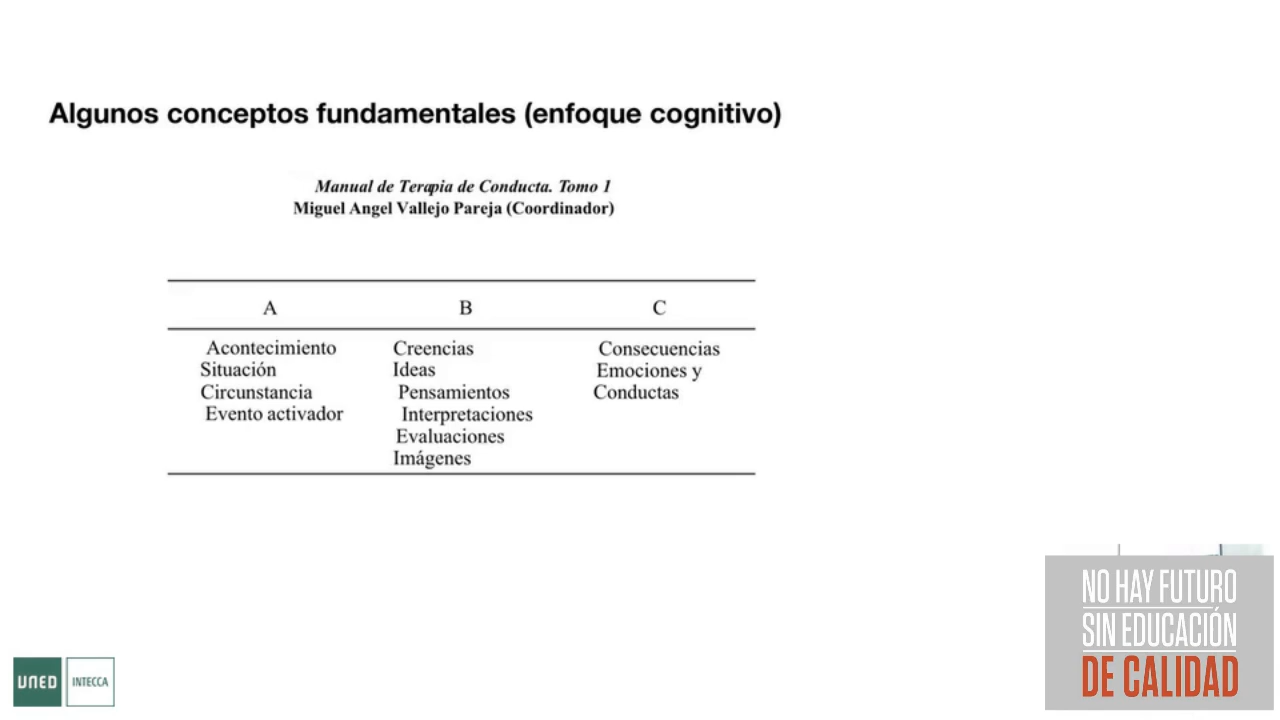 Algunos conceptos fundamentales (enfoque cognitivo)
Manual de Terapia de Conducta. Tomo 1
Miguel Angel Vallejo Pareja (Coordinador)
A B C
Acontecimiento Creencias Consecuencias
Situación Ideas Emociones y
Circunstancia Pensamientos Conductas
Evento activador Interpretaciones
Evaluaciones
Imágenes
NO HAY FUTURO
SIN EDUCACIÓN
DE CALIDAD
UNED INTECCA